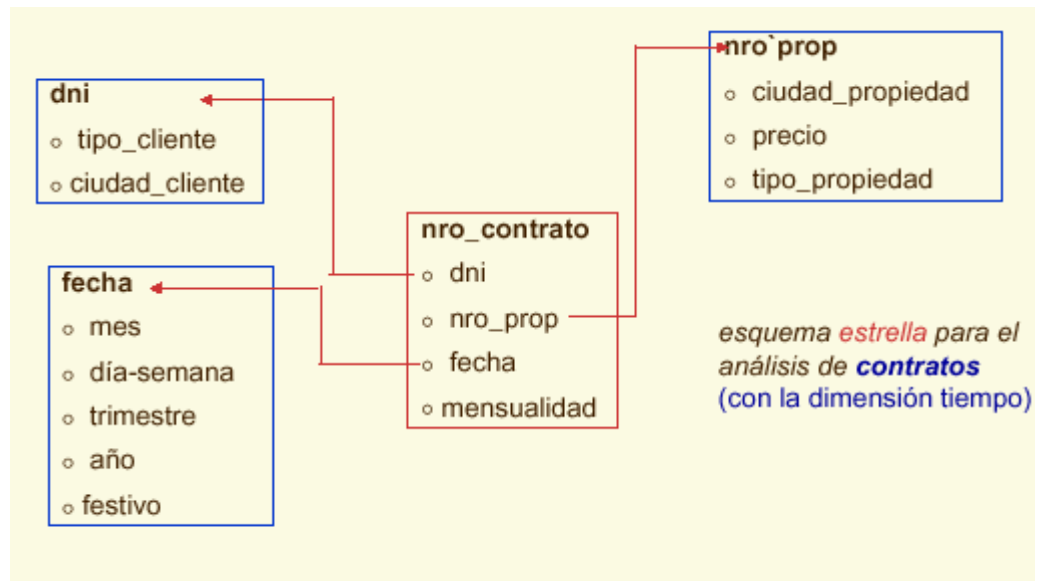 dni
tipo_cliente
ciudad_cliente
fecha
mes
día-semana
trimestre
año
festivo
nro_contrato
dni
nro_prop
fecha
mensualidad
nro`prop
ciudad_propiedad
precio
tipo_propiedad
esquema estrella para el
análisis de contratos
(con la dimensión tiempo)